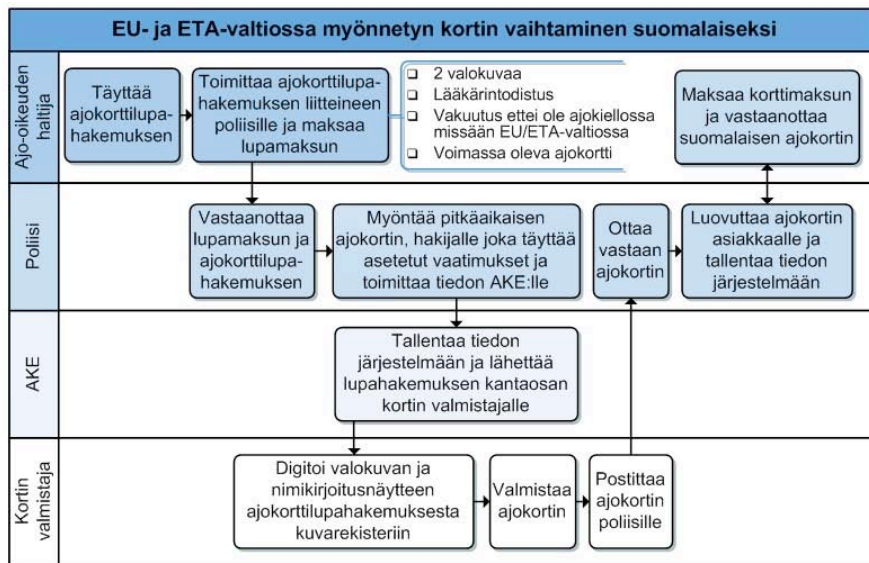 EU- ja ETA-valtiossa myönnetyn kortin vaihtaminen suomalaiseksi
Ajo-oikeuden
haltija
Täyttää
ajokorttilupa-
hakemuksen
Toimittaa ajokorttilupa-
hakemuksen liitteineen
poliisille ja maksaa
lupamaksun
2 valokuvaa
Lääkärintodistus
Vakuutus ettei ole ajokiellossa
missään EU/ETA-valtiossa
Voimassa oleva ajokortti
Maksaa korttimaksun
ja vastaanottaa
suomalaisen ajokortin
Poliisi
Vastaanottaa
lupamaksun ja
ajokorttilupa-
hakemuksen
Myöntää pitkäaikaisen
ajokortin, hakijalle joka täyttää
asetetut vaatimukset ja
toimittaa tiedon AKE:lle
Ottaa
vastaan
ajokortin
Luovuttaa ajokortin
asiakkaalle ja
tallentaa tiedon
järjestelmään
AKE
Tallentaa tiedon
järjestelmään ja lähettää
lupahakemuksen kantaosan
kortin valmistajalle
Kortin
valmistaja
Digitoi valokuvan ja
nimikirjoitusnäytteen
ajokorttilupahakemuksesta
kuvarekisteriin
Valmistaa
ajokortin
Postittaa
ajokortin
poliisille